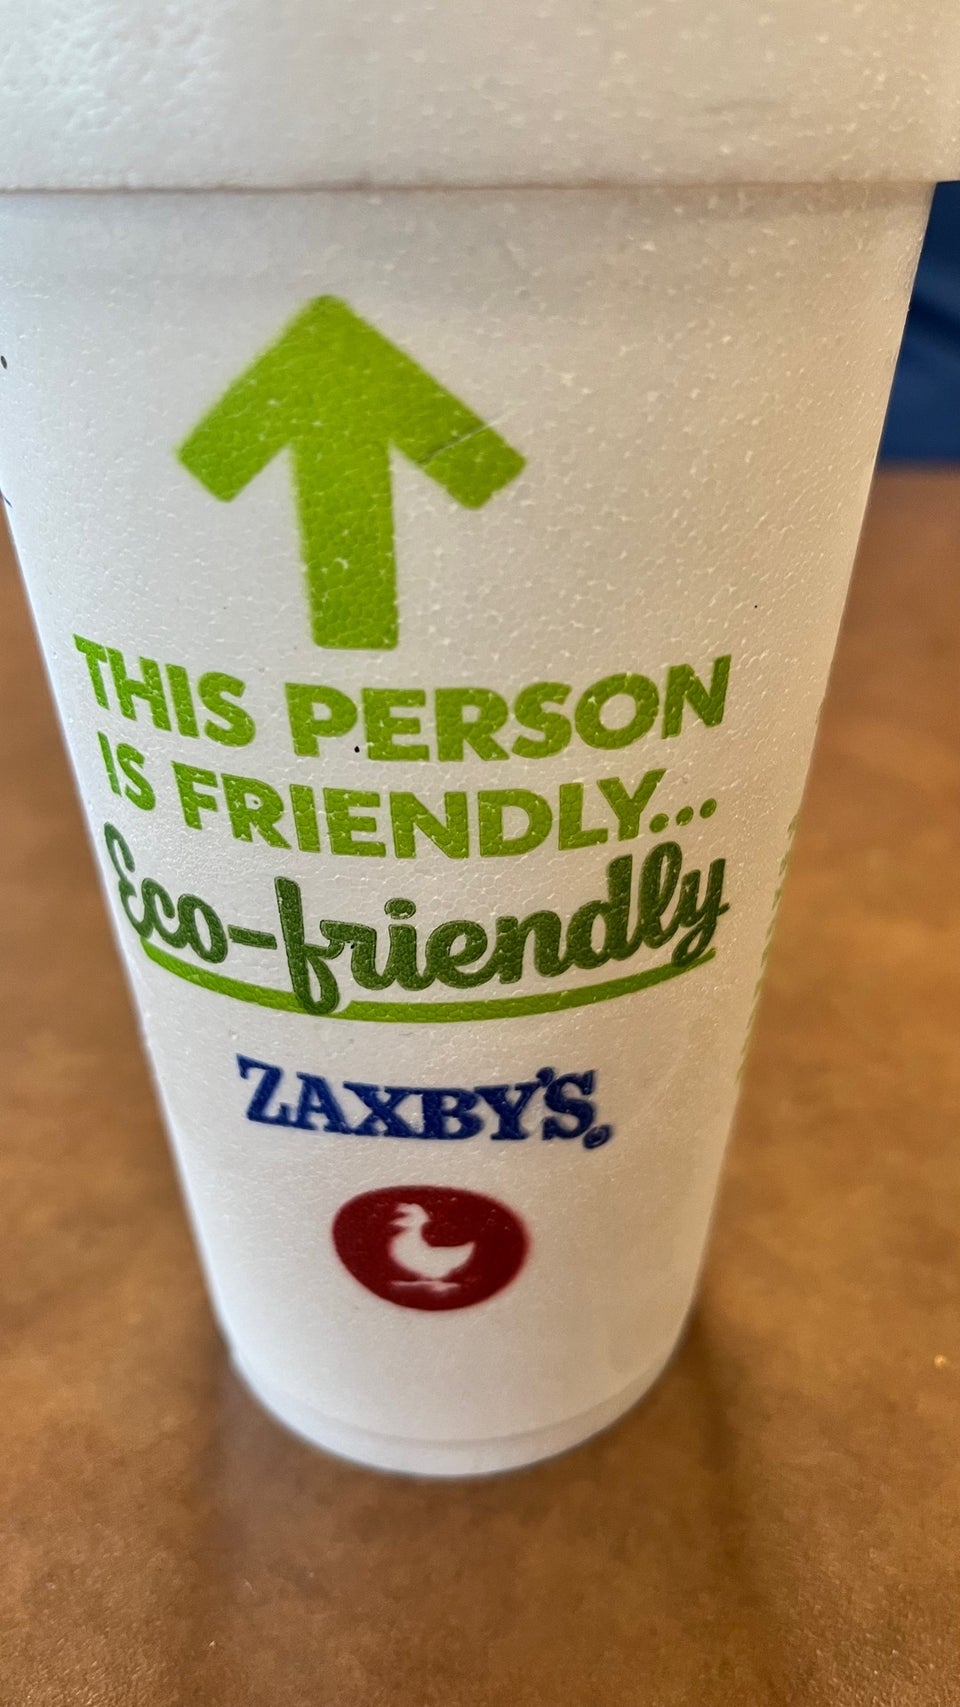 THIS PERSON
IS FRIENDLY...
Eco-friendly
ZAXBY'S